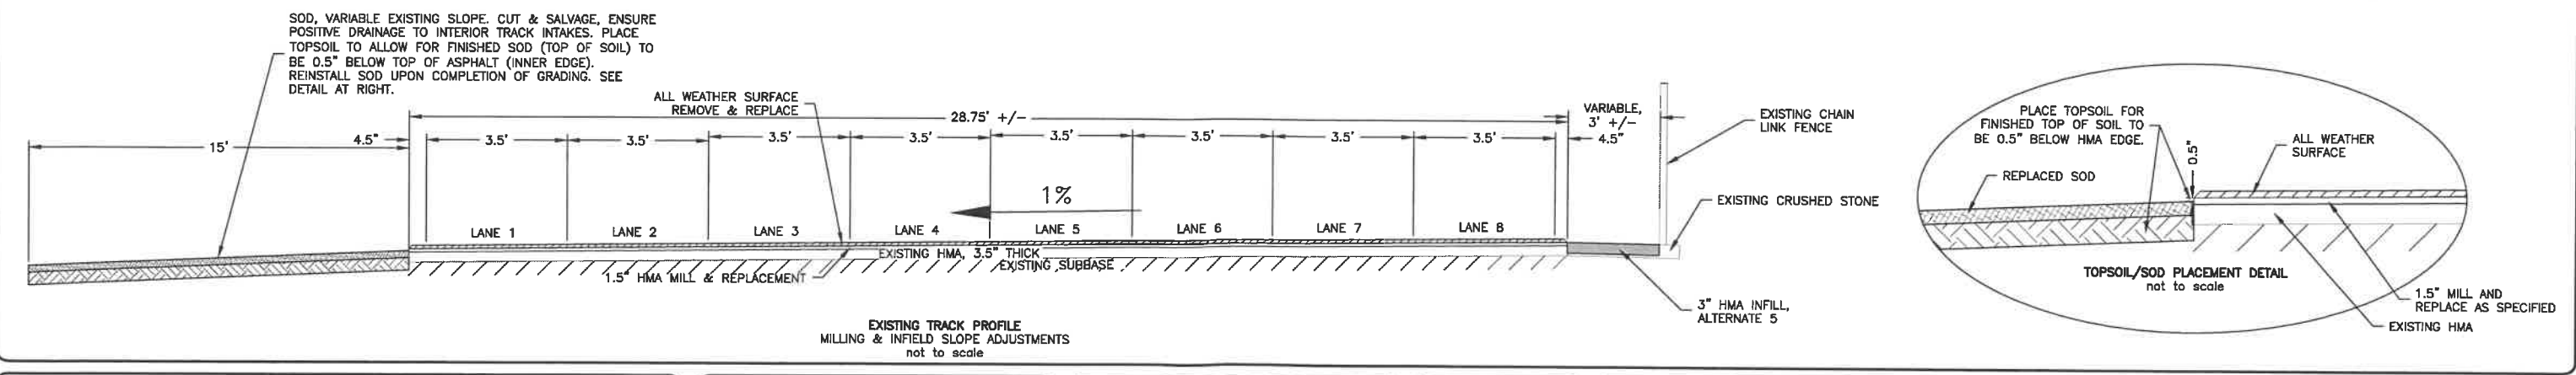 SOD, VARIABLE EXISTING SLOPE. CUT & SALVAGE, ENSURE
POSITIVE DRAINAGE TO INTERIOR TRACK INTAKES. PLACE
TOPSOIL TO ALLOW FOR FINISHED SOD (TOP OF SOIL) TO
BE 0.5" BELOW TOP OF ASPHALT (INNER EDGE).
REINSTALL SOD UPON COMPLETION OF GRADING. SEE
DETAIL AT RIGHT.
ALL WEATHER SURFACE
REMOVE & REPLACE
28.75' +/-
VARIABLE,
3' +/-
15'
4.5"
3.5'
3.5'
3.5'
3.5'
3.5'
3.5'
3.5'
3.5'
4.5"
EXISTING CHAIN
LINK FENCE
1%
EXISTING CRUSHED STONE
LANE 1
LANE 2
LANE 3
LANE 4
LANE 5
LANE 6
LANE 7
LANE 8
EXISTING HMA, 3.5" THICK
EXISTING SUBBASE
1.5" HMA MILL & REPLACEMENT
3" HMA INFILL,
ALTERNATE 5
EXISTING TRACK PROFILE
MILLING & INFIELD SLOPE ADJUSTMENTS
not to scale
PLACE TOPSOIL FOR
FINISHED TOP OF SOIL TO
BE 0.5" BELOW HMA EDGE.
0.5"
ALL WEATHER
SURFACE
REPLACED SOD
TOPSOIL/SOD PLACEMENT DETAIL
not to scale
1.5" MILL AND
REPLACE AS SPECIFIED
EXISTING HMA